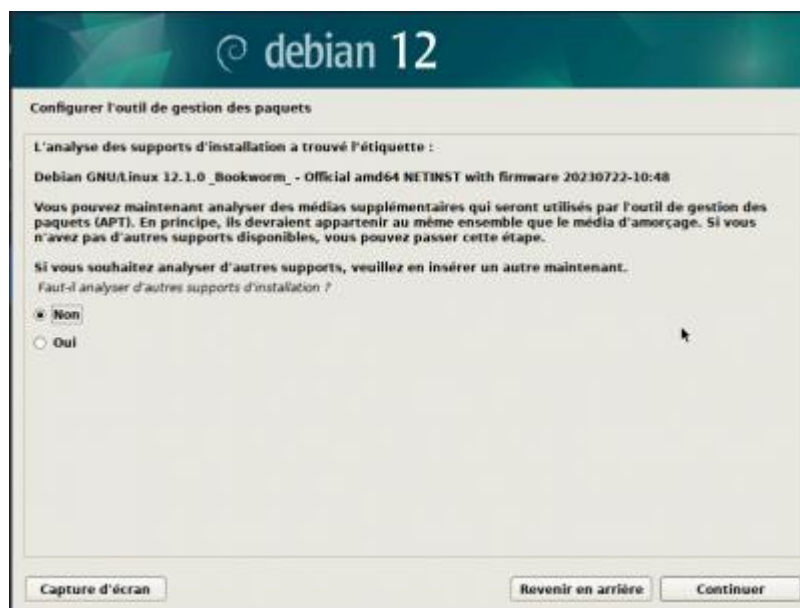 debian 12
Configurer l'outil de gestion des paquets
L'analyse des supports d'installation a trouvé l'étiquette :
Debian GNU/Linux 12.1.0 _Bookworm_ - Official amd64 NETINST with firmware 20230722-10:48
Vous pouvez maintenant analyser des médias supplémentaires qui seront utilisés par l'outil de gestion des
paquets (APT). En principe, ils devraient appartenir au même ensemble que le média d'amorçage. Si vous
n'avez pas d'autres supports disponibles, vous pouvez passer cette étape.
Si vous souhaitez analyser d'autres supports, veuillez en insérer un autre maintenant.
Faut-il analyser d'autres supports d'installation ?
Non
Oui
Capture d'écran
Revenir en arrière
Continuer